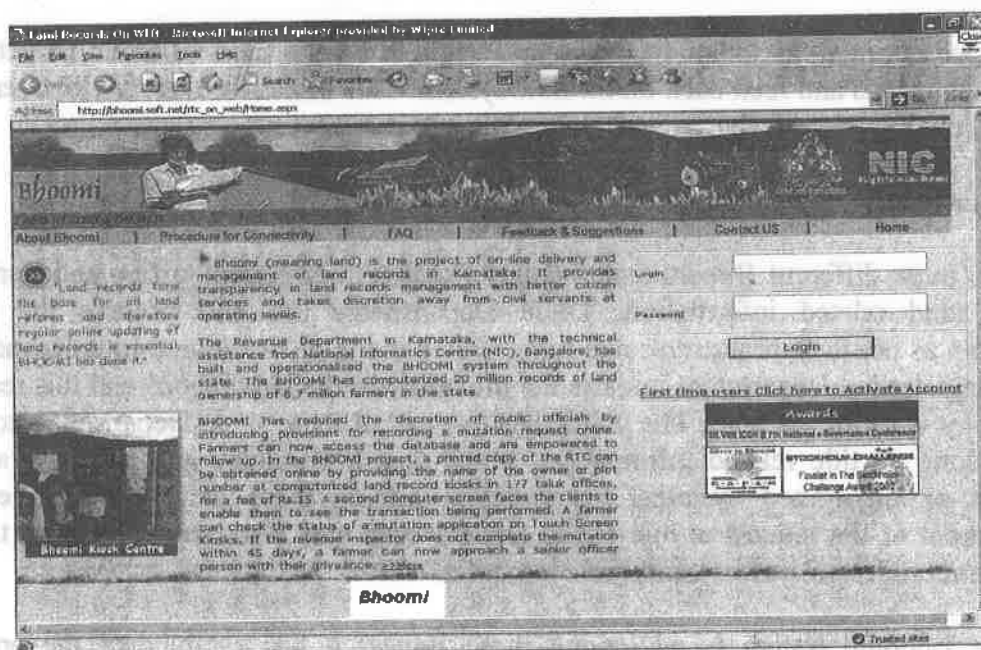 Land Records On WEB - Microsoft Internet Explorer provided by Wipro Limited
Close
File Edit View Favorites Tools Help
Search Favorites
Address http://bhoomi.soft.net/rtc_on_web/Home.aspx
Bhoomi
NIC
About Bhoomi | Procedure for Connectivity | FAQ | Feedback & Suggestions | Contact US | Home
"Land records form
the base for all land
reforms and therefore
regular online updating of
land records is essential.
BHOOMI has done it."
Bhoomi Kiosk Centre
Bhoomi (meaning land) is the project of on-line delivery and
management of land records in Karnataka. It provides
transparency in land records management with better citizen
services and takes discretion away from civil servants at
operating levels.
The Revenue Department in Karnataka, with the technical
assistance from National Informatics Centre (NIC), Bangalore, has
built and operationalised the BHOOMI system throughout the
state. The BHOOMI has computerized 20 million records of land
ownership of 6.7 million farmers in the state.
BHOOMI has reduced the discretion of public officials by
introducing provisions for recording a mutation request online.
Farmers can now access the database and are empowered to
follow up. In the BHOOMI project, a printed copy of the RTC can
be obtained online by providing the name of the owner or plot
number at computerized land record kiosks in 177 taluk offices,
for a fee of Rs.15. A second computer screen faces the clients to
enable them to see the transaction being performed. A farmer
can check the status of a mutation application on Touch Screen
Kiosks. If the revenue inspector does not complete the mutation
within 45 days, a farmer can now approach a senior officer
person with their grievance.
Login
Password
Login
First time users Click here to Activate Account
Awards
SILVER ICON @ 7th National e Governance Conference
STOCKHOLM CHALLENGE
Finalist in The Stockholm
Challenge Award 2002
Bhoomi
Trusted sites